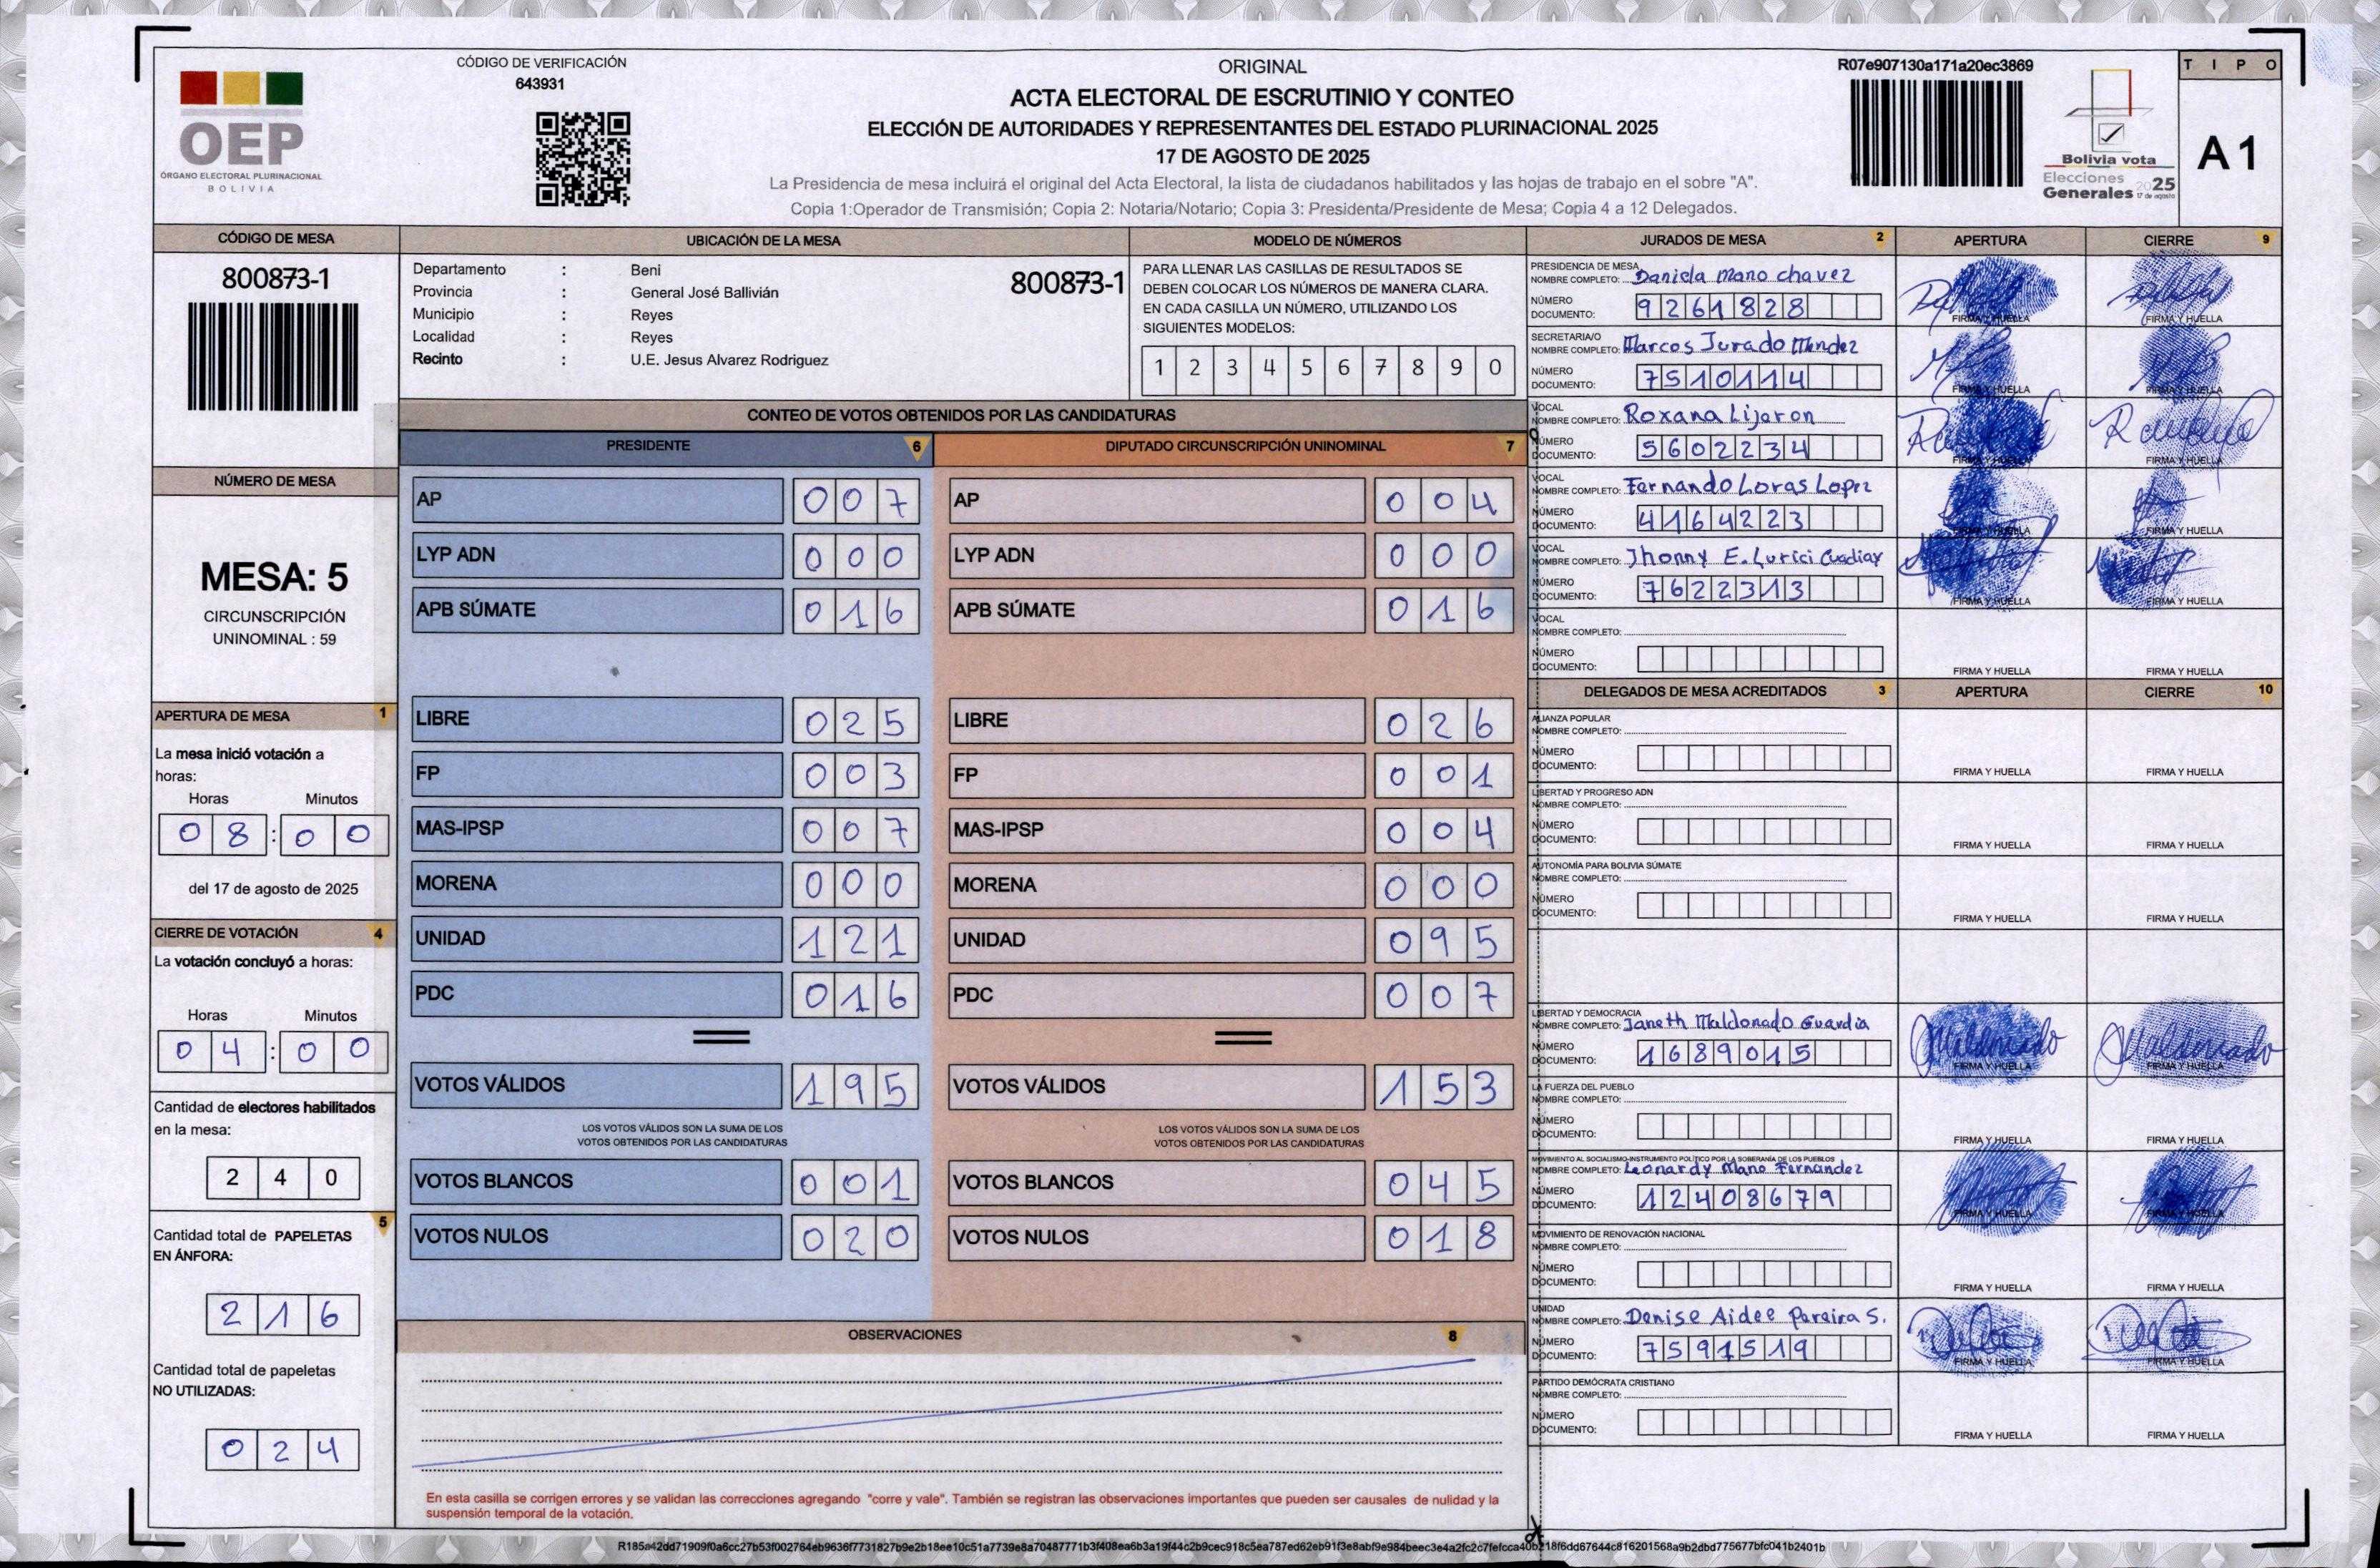 CÓDIGO DE VERIFICACIÓN
643931
OEP
ÓRGANO ELECTORAL PLURINACIONAL
BOLIVIA
ORIGINAL
ACTA ELECTORAL DE ESCRUTINIO Y CONTEO
ELECCIÓN DE AUTORIDADES Y REPRESENTANTES DEL ESTADO PLURINACIONAL 2025
17 DE AGOSTO DE 2025
La Presidencia de mesa incluirá el original del Acta Electoral, la lista de ciudadanos habilitados y las hojas de trabajo en el sobre "A".
Copia 1:Operador de Transmisión; Copia 2: Notaria/Notario; Copia 3: Presidenta/Presidente de Mesa; Copia 4 a 12 Delegados.
R07e907130a171a20ec3869
Bolivia vota
Elecciones
Generales 2025
17 de agosto
TIPO
A 1
CÓDIGO DE MESA
800873-1
NÚMERO DE MESA
MESA: 5
CIRCUNSCRIPCIÓN
UNINOMINAL : 59
APERTURA DE MESA 1
La mesa inició votación a
horas:
Horas Minutos
08:00
del 17 de agosto de 2025
CIERRE DE VOTACIÓN 4
La votación concluyó a horas:
Horas Minutos
04:00
Cantidad de electores habilitados
en la mesa:
240
5
Cantidad total de PAPELETAS
EN ÁNFORA:
216
Cantidad total de papeletas
NO UTILIZADAS:
024
UBICACIÓN DE LA MESA
Departamento : Beni
800873-1
Provincia : General José Ballivián
Municipio : Reyes
Localidad : Reyes
Recinto : U.E. Jesus Alvarez Rodriguez
MODELO DE NÚMEROS
PARA LLENAR LAS CASILLAS DE RESULTADOS SE
DEBEN COLOCAR LOS NÚMEROS DE MANERA CLARA.
EN CADA CASILLA UN NÚMERO, UTILIZANDO LOS
SIGUIENTES MODELOS:
1 2 3 4 5 6 7 8 9 0
CONTEO DE VOTOS OBTENIDOS POR LAS CANDIDATURAS
PRESIDENTE 6
AP 007
LYP ADN 000
APB SÚMATE 016
LIBRE 025
FP 003
MAS-IPSP 007
MORENA 000
UNIDAD 121
PDC 016
VOTOS VÁLIDOS 195
LOS VOTOS VÁLIDOS SON LA SUMA DE LOS
VOTOS OBTENIDOS POR LAS CANDIDATURAS
VOTOS BLANCOS 001
VOTOS NULOS 020
DIPUTADO CIRCUNSCRIPCIÓN UNINOMINAL 7
AP 004
LYP ADN 000
APB SÚMATE 016
LIBRE 026
FP 001
MAS-IPSP 004
MORENA 000
UNIDAD 095
PDC 007
VOTOS VÁLIDOS 153
LOS VOTOS VÁLIDOS SON LA SUMA DE LOS
VOTOS OBTENIDOS POR LAS CANDIDATURAS
VOTOS BLANCOS 045
VOTOS NULOS 018
OBSERVACIONES 8
En esta casilla se corrigen errores y se validan las correcciones agregando "corre y vale". También se registran las observaciones importantes que pueden ser causales de nulidad y la
suspensión temporal de la votación.
JURADOS DE MESA 2 APERTURA CIERRE 9
PRESIDENCIA DE MESA
NOMBRE COMPLETO: Daniela Mano chavez
NÚMERO
DOCUMENTO: 9261828
FIRMA Y HUELLA FIRMA Y HUELLA
SECRETARIA/O
NOMBRE COMPLETO: Marcos Jurado Mendez
NÚMERO
DOCUMENTO: 7510114
FIRMA Y HUELLA FIRMA Y HUELLA
VOCAL
NOMBRE COMPLETO: Roxana Lijeron
NÚMERO
DOCUMENTO: 5602234
FIRMA Y HUELLA FIRMA Y HUELLA
VOCAL
NOMBRE COMPLETO: Fernando Loras Lopez
NÚMERO
DOCUMENTO: 4164223
FIRMA Y HUELLA FIRMA Y HUELLA
VOCAL
NOMBRE COMPLETO: Jhonny E. Lurici
NÚMERO
DOCUMENTO: 7622313
FIRMA Y HUELLA FIRMA Y HUELLA
VOCAL
NOMBRE COMPLETO:
NÚMERO
DOCUMENTO:
FIRMA Y HUELLA FIRMA Y HUELLA
DELEGADOS DE MESA ACREDITADOS 3 APERTURA CIERRE 10
ALIANZA POPULAR
NOMBRE COMPLETO:
NÚMERO
DOCUMENTO:
FIRMA Y HUELLA FIRMA Y HUELLA
LIBERTAD Y PROGRESO ADN
NOMBRE COMPLETO:
NÚMERO
DOCUMENTO:
FIRMA Y HUELLA FIRMA Y HUELLA
AUTONOMÍA PARA BOLIVIA SÚMATE
NOMBRE COMPLETO:
NÚMERO
DOCUMENTO:
FIRMA Y HUELLA FIRMA Y HUELLA
LIBERTAD Y DEMOCRACIA
NOMBRE COMPLETO: Janeth Maldonado Guardia
NÚMERO
DOCUMENTO: 1689015
Maldonado Maldonado
FIRMA Y HUELLA FIRMA Y HUELLA
LA FUERZA DEL PUEBLO
NOMBRE COMPLETO:
NÚMERO
DOCUMENTO:
FIRMA Y HUELLA FIRMA Y HUELLA
MOVIMIENTO AL SOCIALISMO-INSTRUMENTO POLÍTICO POR LA SOBERANÍA DE LOS PUEBLOS
NOMBRE COMPLETO: Leonardy Mano Fernandez
NÚMERO
DOCUMENTO: 12408679
FIRMA Y HUELLA FIRMA Y HUELLA
MOVIMIENTO DE RENOVACIÓN NACIONAL
NOMBRE COMPLETO:
NÚMERO
DOCUMENTO:
FIRMA Y HUELLA FIRMA Y HUELLA
UNIDAD
NOMBRE COMPLETO: Denise Aidee Pereira S.
NÚMERO
DOCUMENTO: 7591519
FIRMA Y HUELLA FIRMA Y HUELLA
PARTIDO DEMÓCRATA CRISTIANO
NOMBRE COMPLETO:
NÚMERO
DOCUMENTO:
FIRMA Y HUELLA FIRMA Y HUELLA